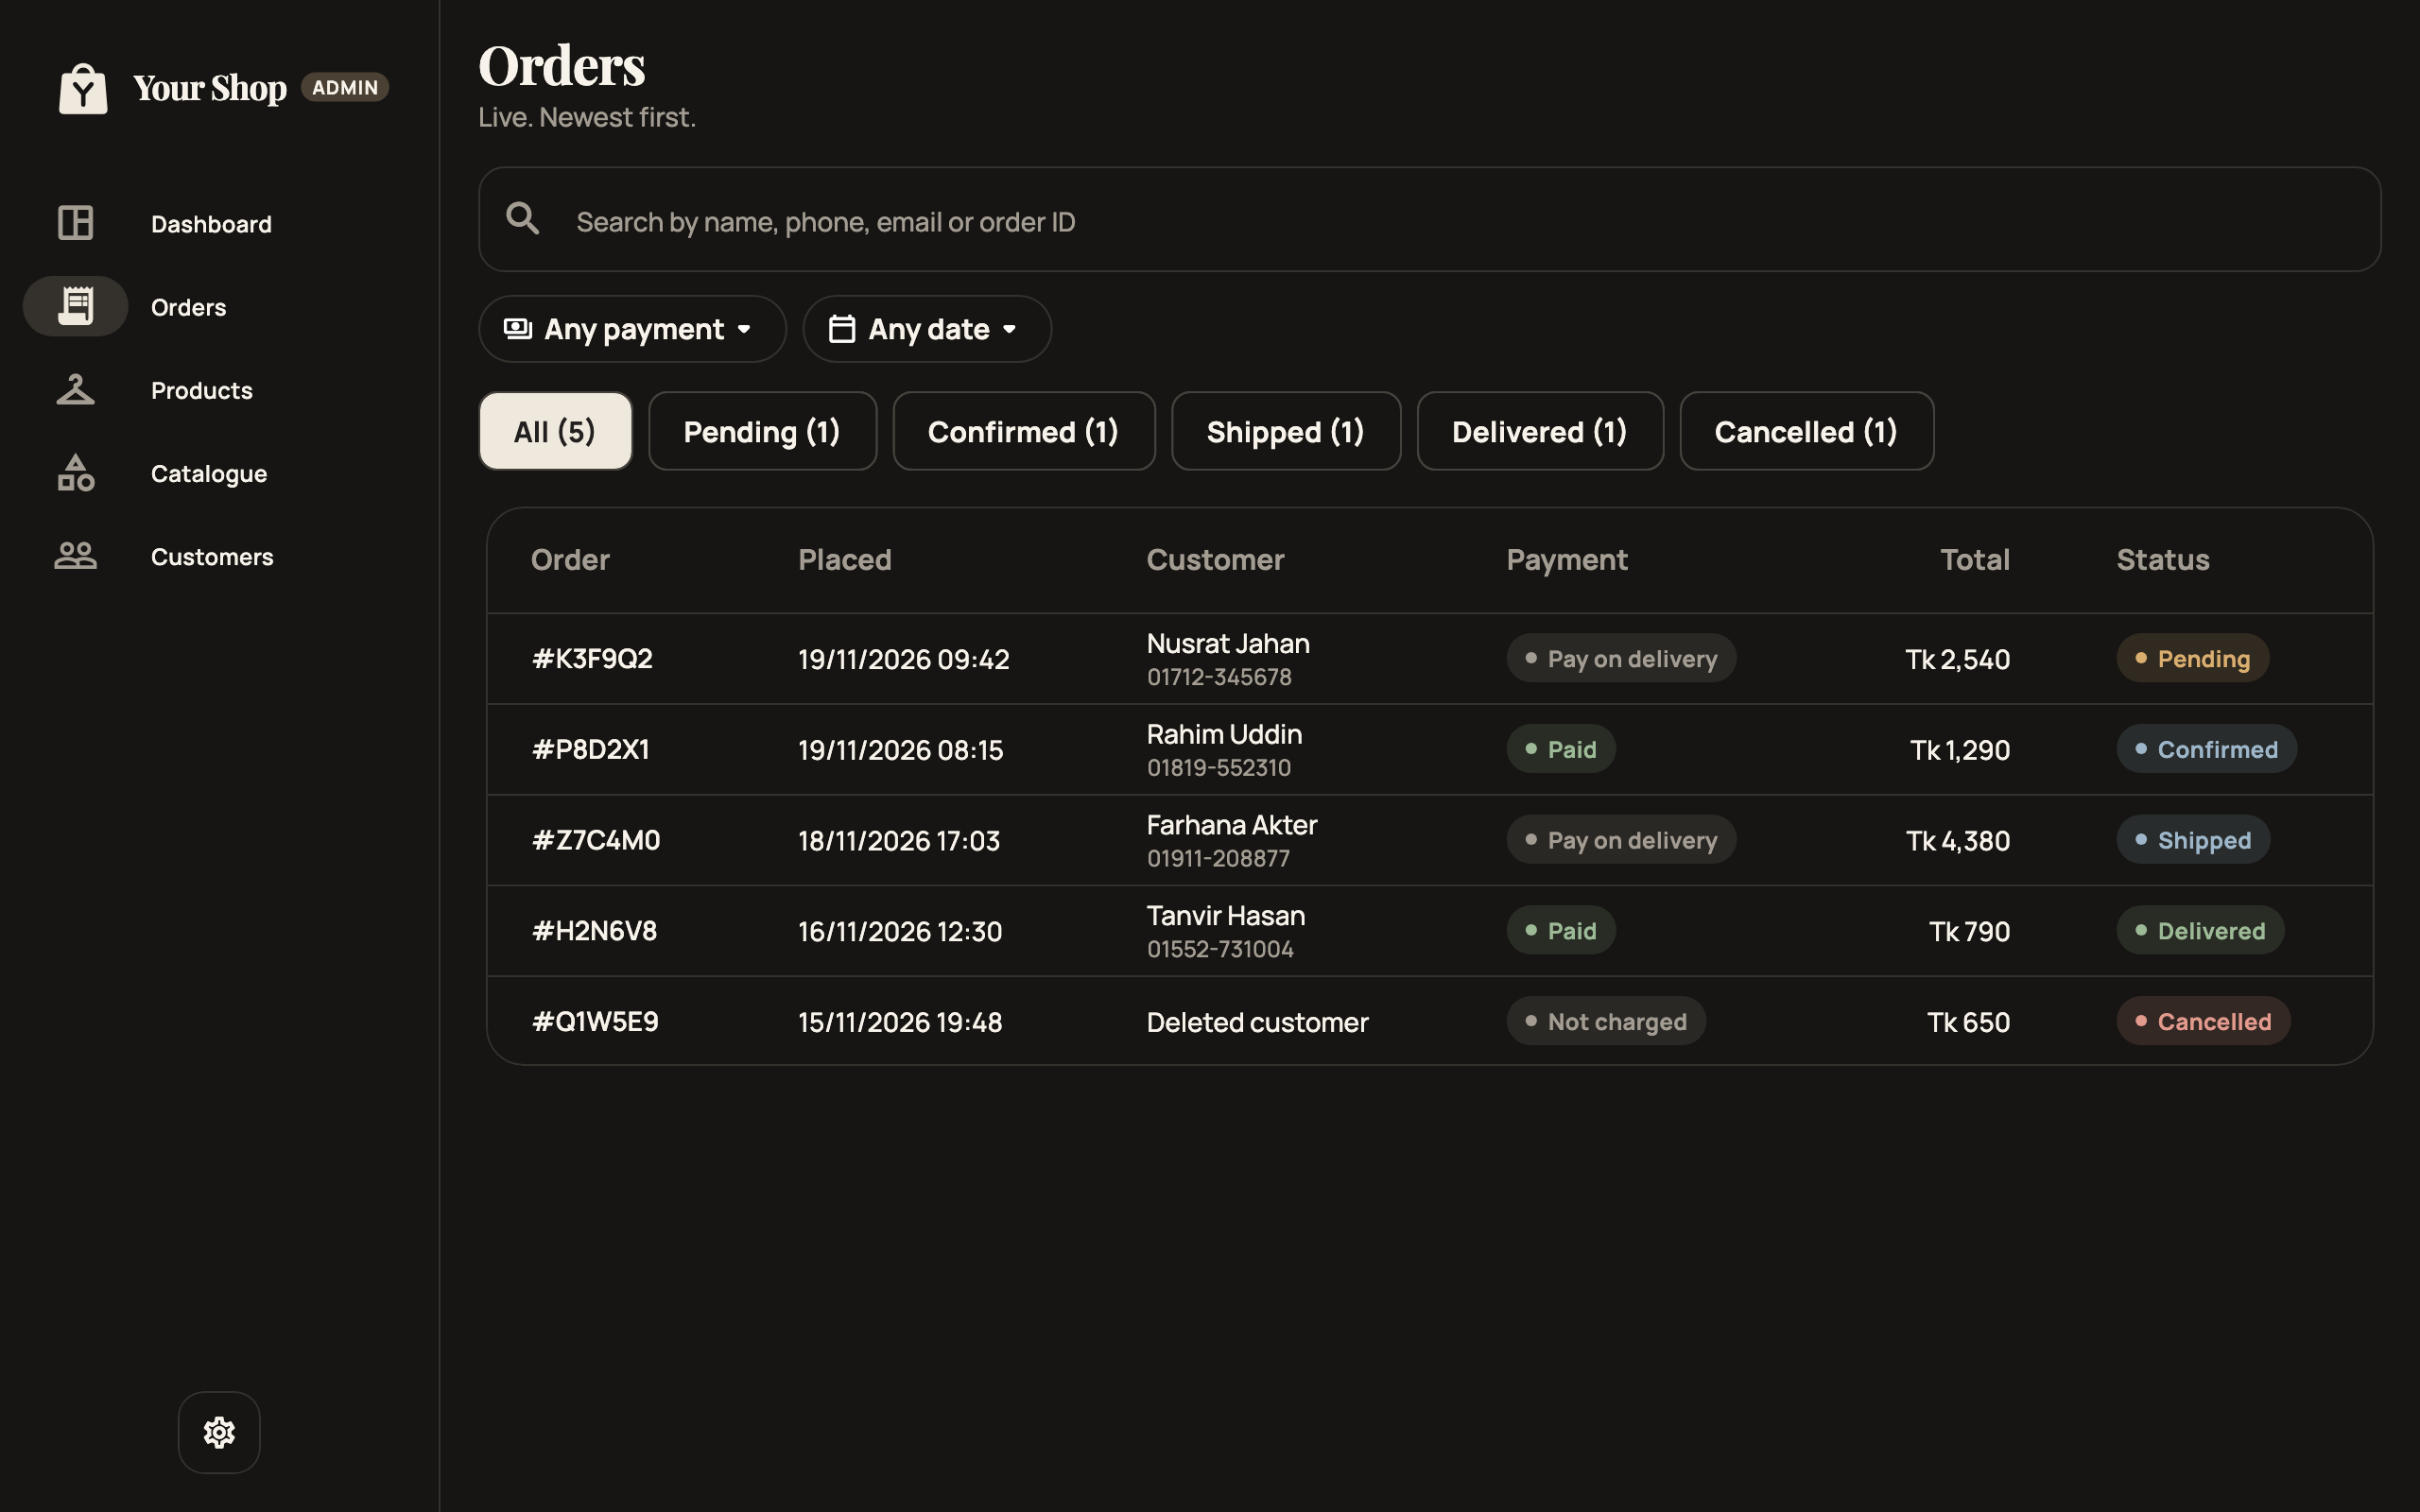 Your Shop ADMIN
Dashboard
Orders
Products
Catalogue
Customers
Orders
Live. Newest first.
Search by name, phone, email or order ID
Any payment Any date
All (5) Pending (1) Confirmed (1) Shipped (1) Delivered (1) Cancelled (1)
Order Placed Customer Payment Total Status
#K3F9Q2 19/11/2026 09:42 Nusrat Jahan Pay on delivery Tk 2,540 Pending
01712-345678
#P8D2X1 19/11/2026 08:15 Rahim Uddin Paid Tk 1,290 Confirmed
01819-552310
#Z7C4M0 18/11/2026 17:03 Farhana Akter Pay on delivery Tk 4,380 Shipped
01911-208877
#H2N6V8 16/11/2026 12:30 Tanvir Hasan Paid Tk 790 Delivered
01552-731004
#Q1W5E9 15/11/2026 19:48 Deleted customer Not charged Tk 650 Cancelled